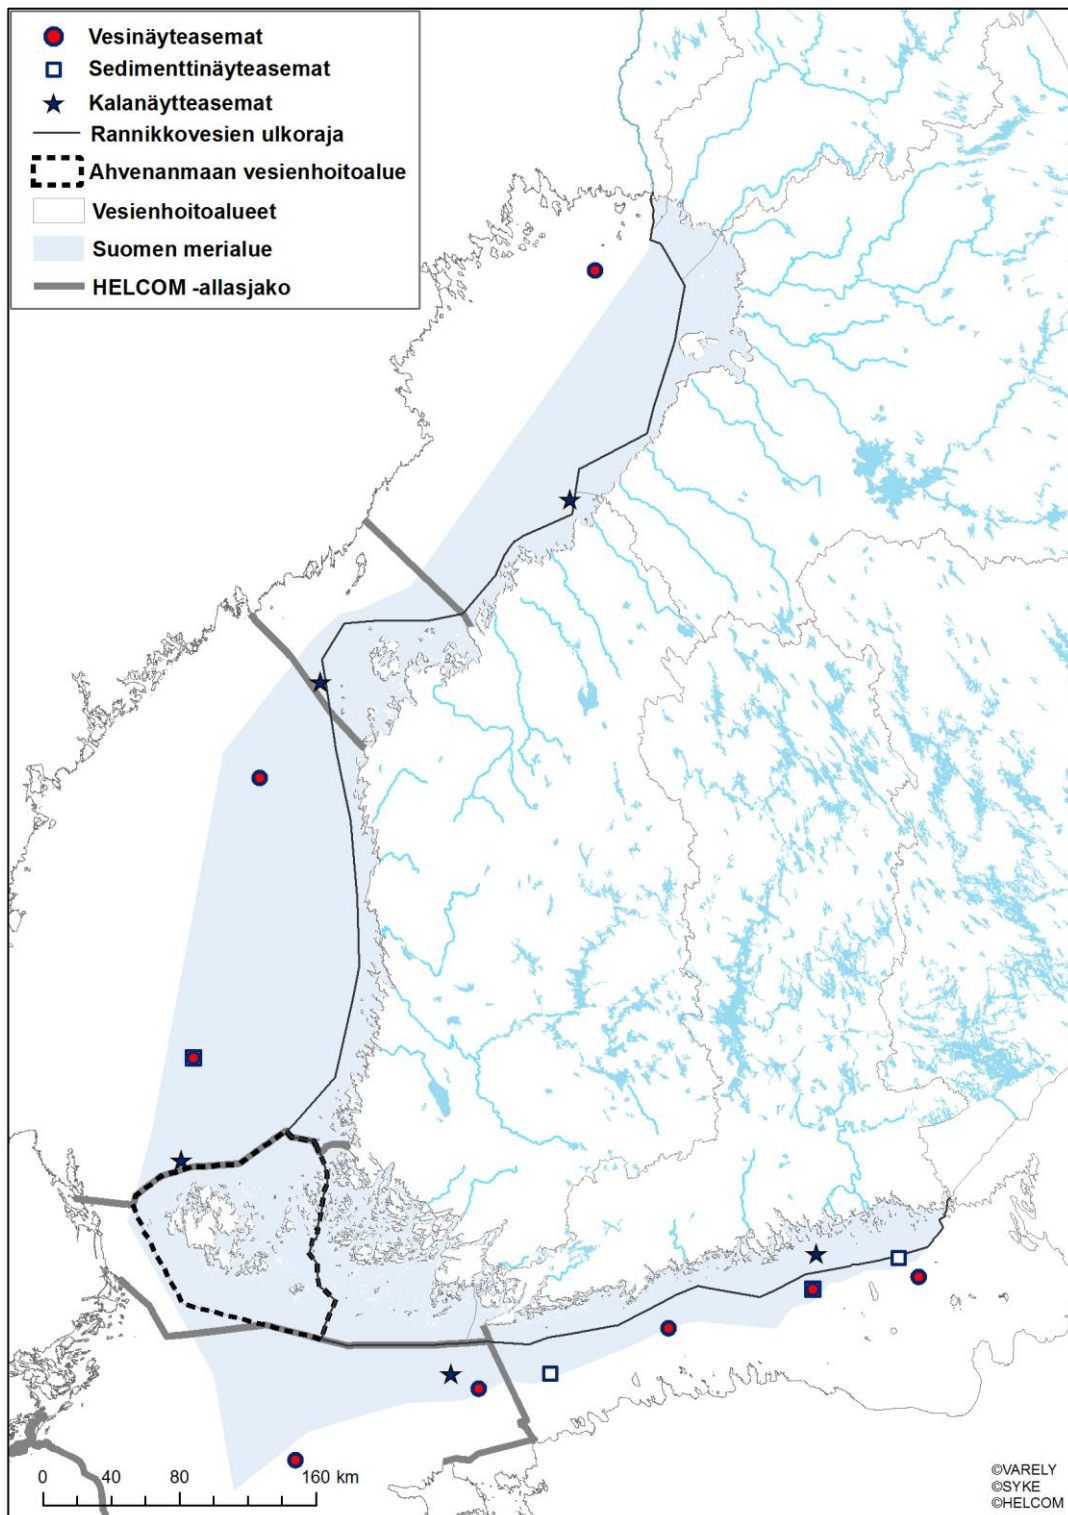 Vesinäyteasemat
Sedimenttinäyteasemat
Kalanäytteasemat
Rannikkovesien ulkoraja
Ahvenanmaan vesienhoitoalue
Vesienhoitoalueet
Suomen merialue
HELCOM -allasjako
0 40 80 160 km
©VARELY
©SYKE
©HELCOM